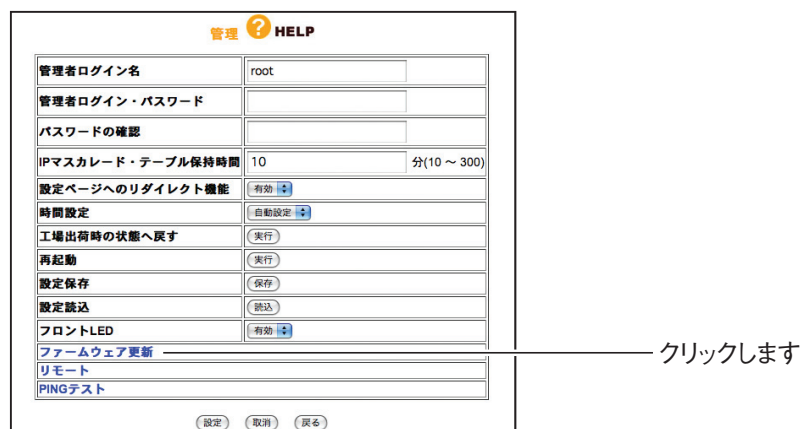 管理 ? HELP
管理者ログイン名 root
管理者ログイン・パスワード
パスワードの確認
IPマスカレード・テーブル保持時間 10 分(10 ～ 300)
設定ページへのリダイレクト機能 有効
時間設定 自動設定
工場出荷時の状態へ戻す 実行
再起動 実行
設定保存 保存
設定読込 読込
フロントLED 有効
ファームウェア更新 クリックします
リモート
PINGテスト
設定 取消 戻る